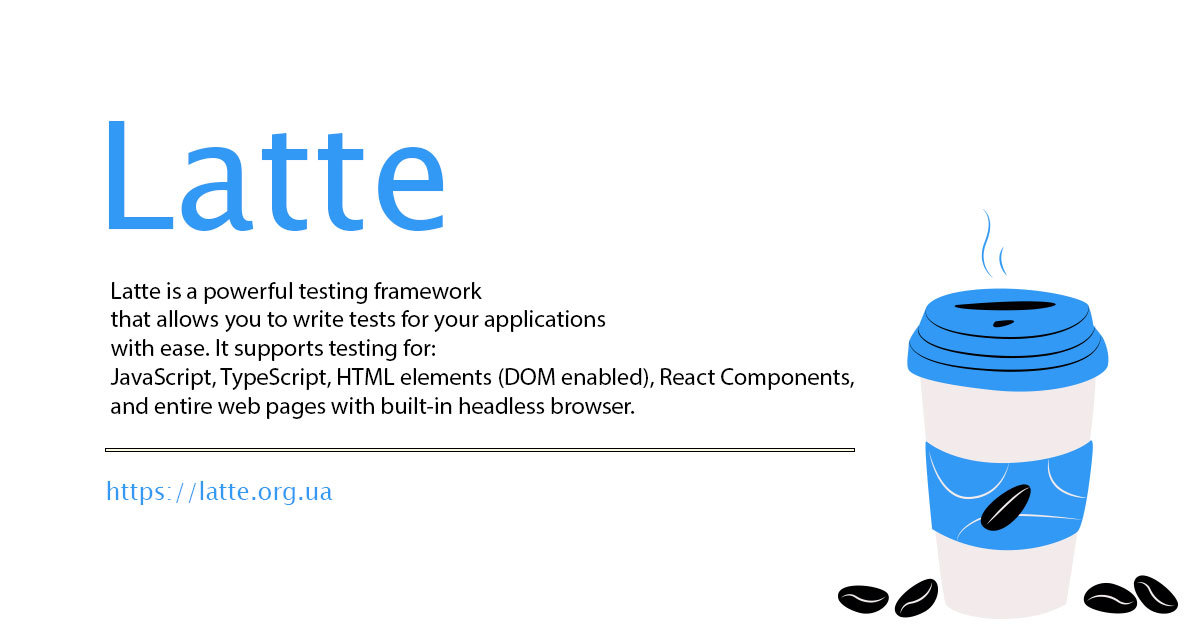 Latte
Latte is a powerful testing framework
that allows you to write tests for your applications
with ease. It supports testing for:
JavaScript, TypeScript, HTML elements (DOM enabled), React Components,
and entire web pages with built-in headless browser.
https://latte.org.ua